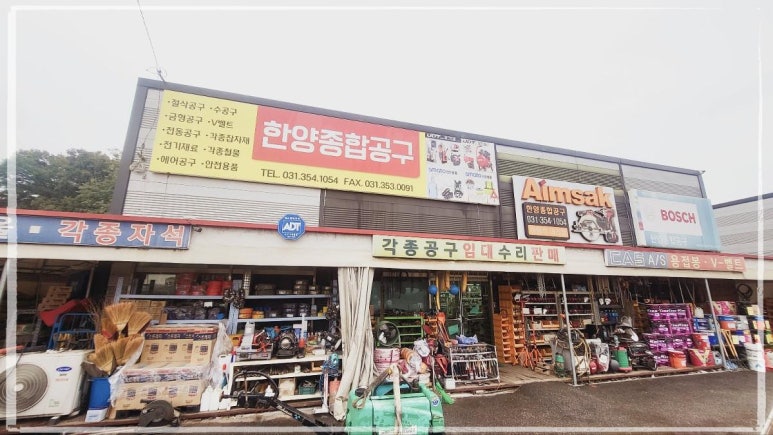 ·절삭공구 ·수공구
·금형공구 ·V벨트
·전동공구 ·각종잡자재
·전기재료 ·각종철물
·에어공구 ·안전용품
한양종합공구
TEL. 031.354.1054 FAX. 031.353.0091
Aimsak
한양종합공구
031.354.1054
BOSCH
각종자석
ADT
각종공구임대수리판매
CAS A/S 용접봉·V-벨트